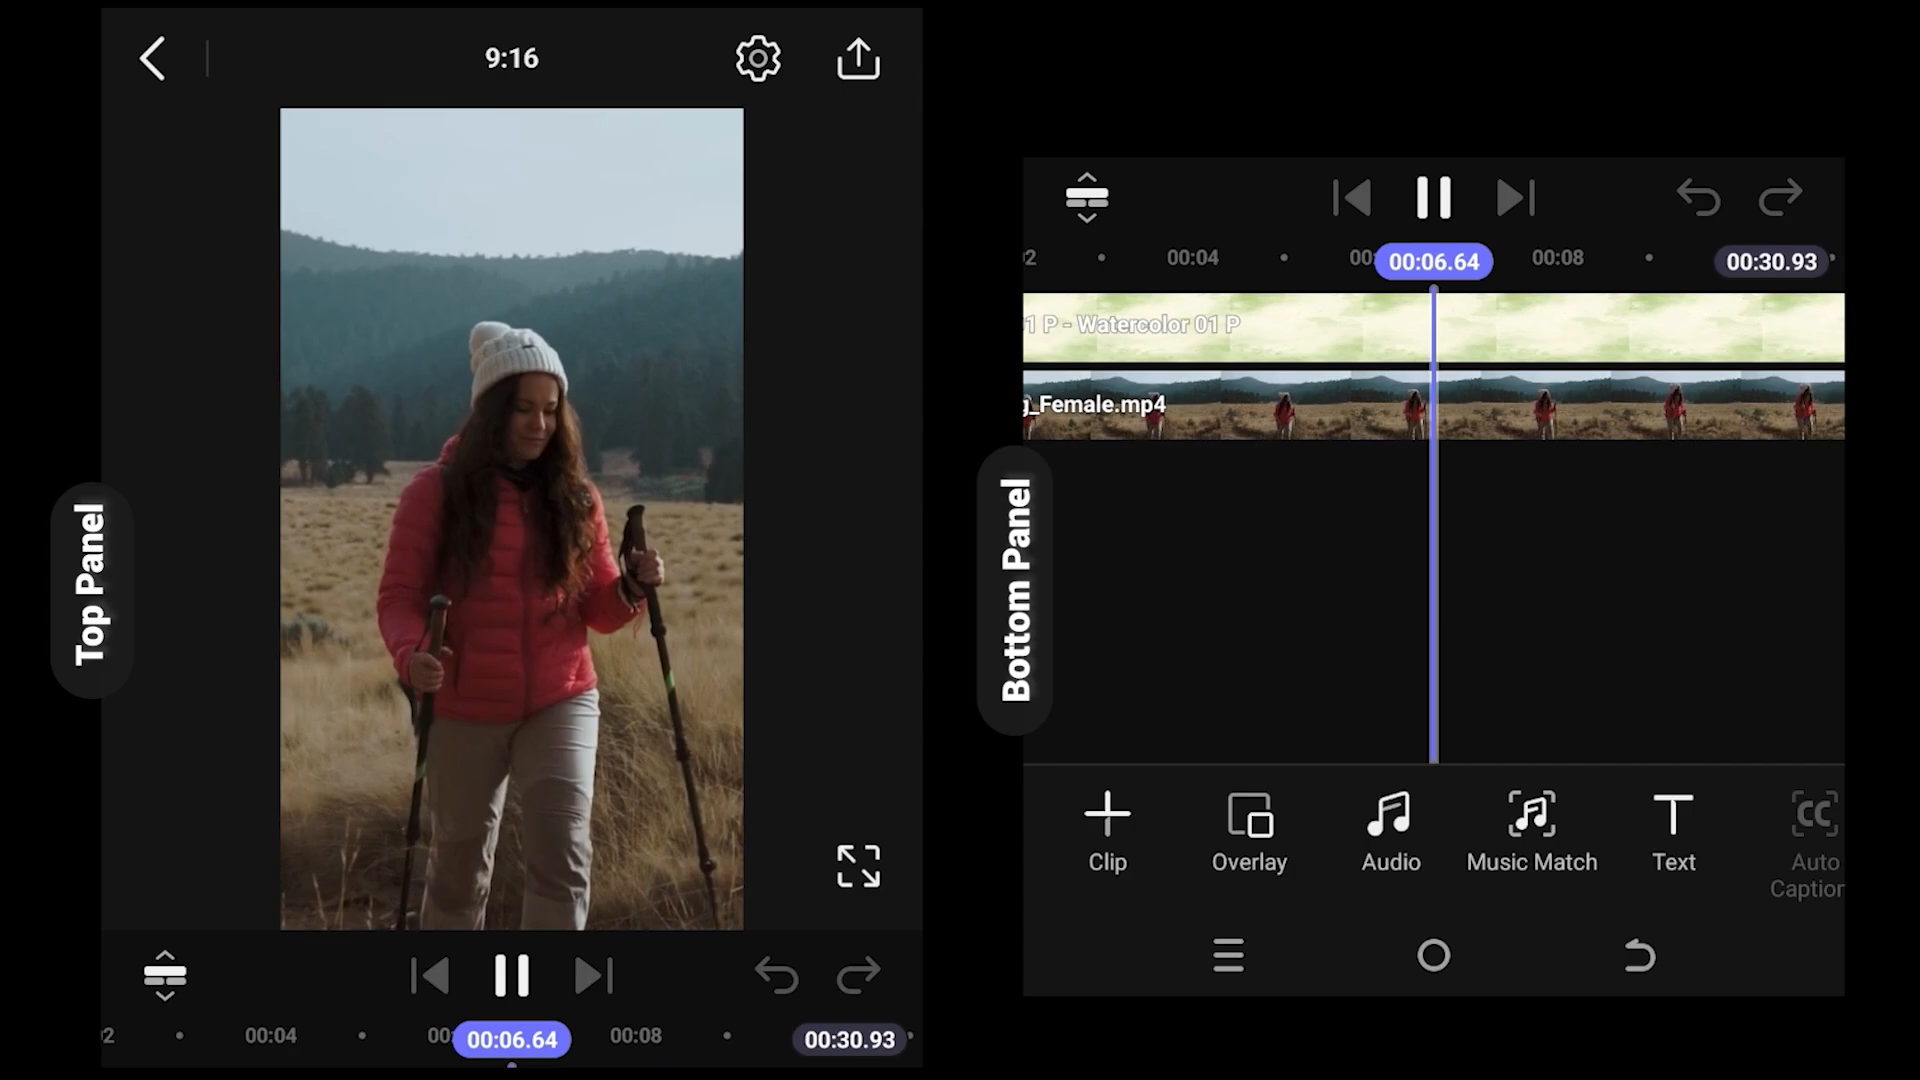 9:16
Top Panel
2 00:04 00: 00:06.64 00:08 00:30.93
2 00:04 00: 00:06.64 00:08 00:30.93
1 P - Watercolor 01 P
g_Female.mp4
Bottom Panel
Clip Overlay Audio Music Match Text CC Auto
Caption